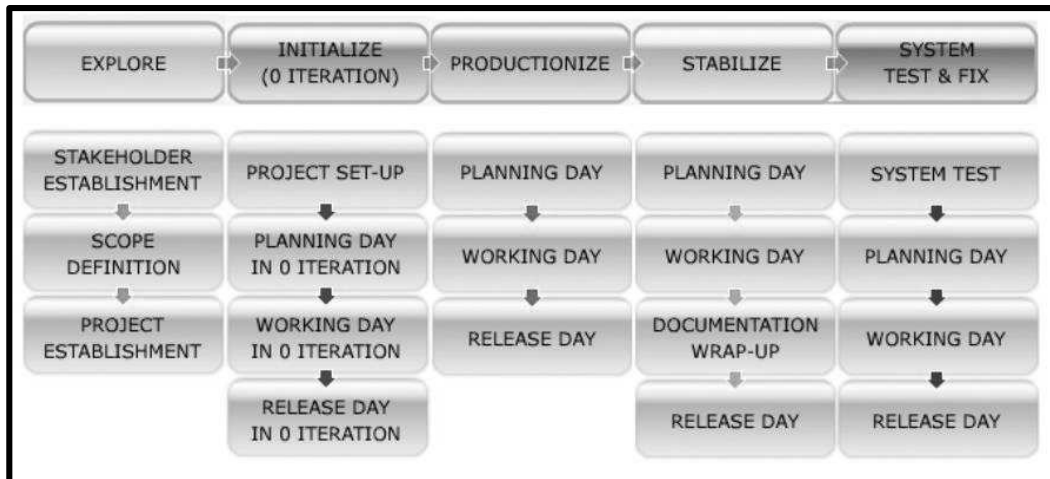 EXPLORE
INITIALIZE
(0 ITERATION)
PRODUCTIONIZE
STABILIZE
SYSTEM
TEST & FIX
STAKEHOLDER
ESTABLISHMENT
SCOPE
DEFINITION
PROJECT
ESTABLISHMENT
PROJECT SET-UP
PLANNING DAY
IN 0 ITERATION
WORKING DAY
IN 0 ITERATION
RELEASE DAY
IN 0 ITERATION
PLANNING DAY
WORKING DAY
RELEASE DAY
PLANNING DAY
WORKING DAY
DOCUMENTATION
WRAP-UP
RELEASE DAY
SYSTEM TEST
PLANNING DAY
WORKING DAY
RELEASE DAY